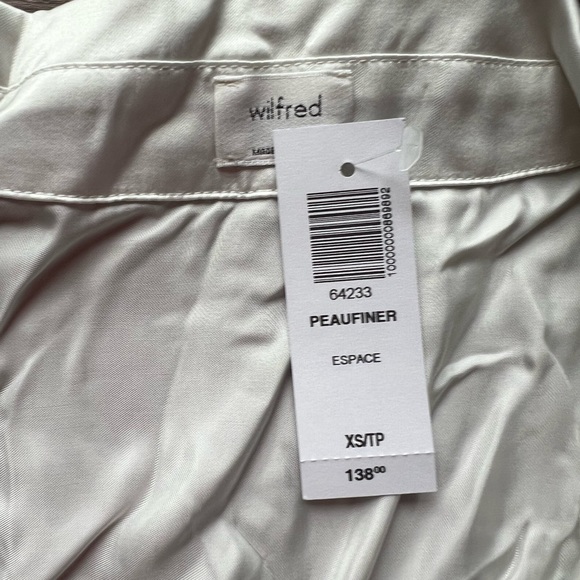 wilfred
10000000869892
64233
PEAUFINER
ESPACE
XS/TP
138⁰⁰